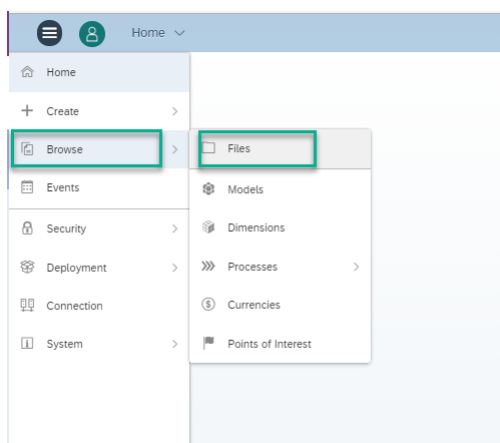 Home
Home
Create
Browse
Files
Events
Models
Security
Dimensions
Deployment
Processes
Connection
Currencies
System
Points of Interest